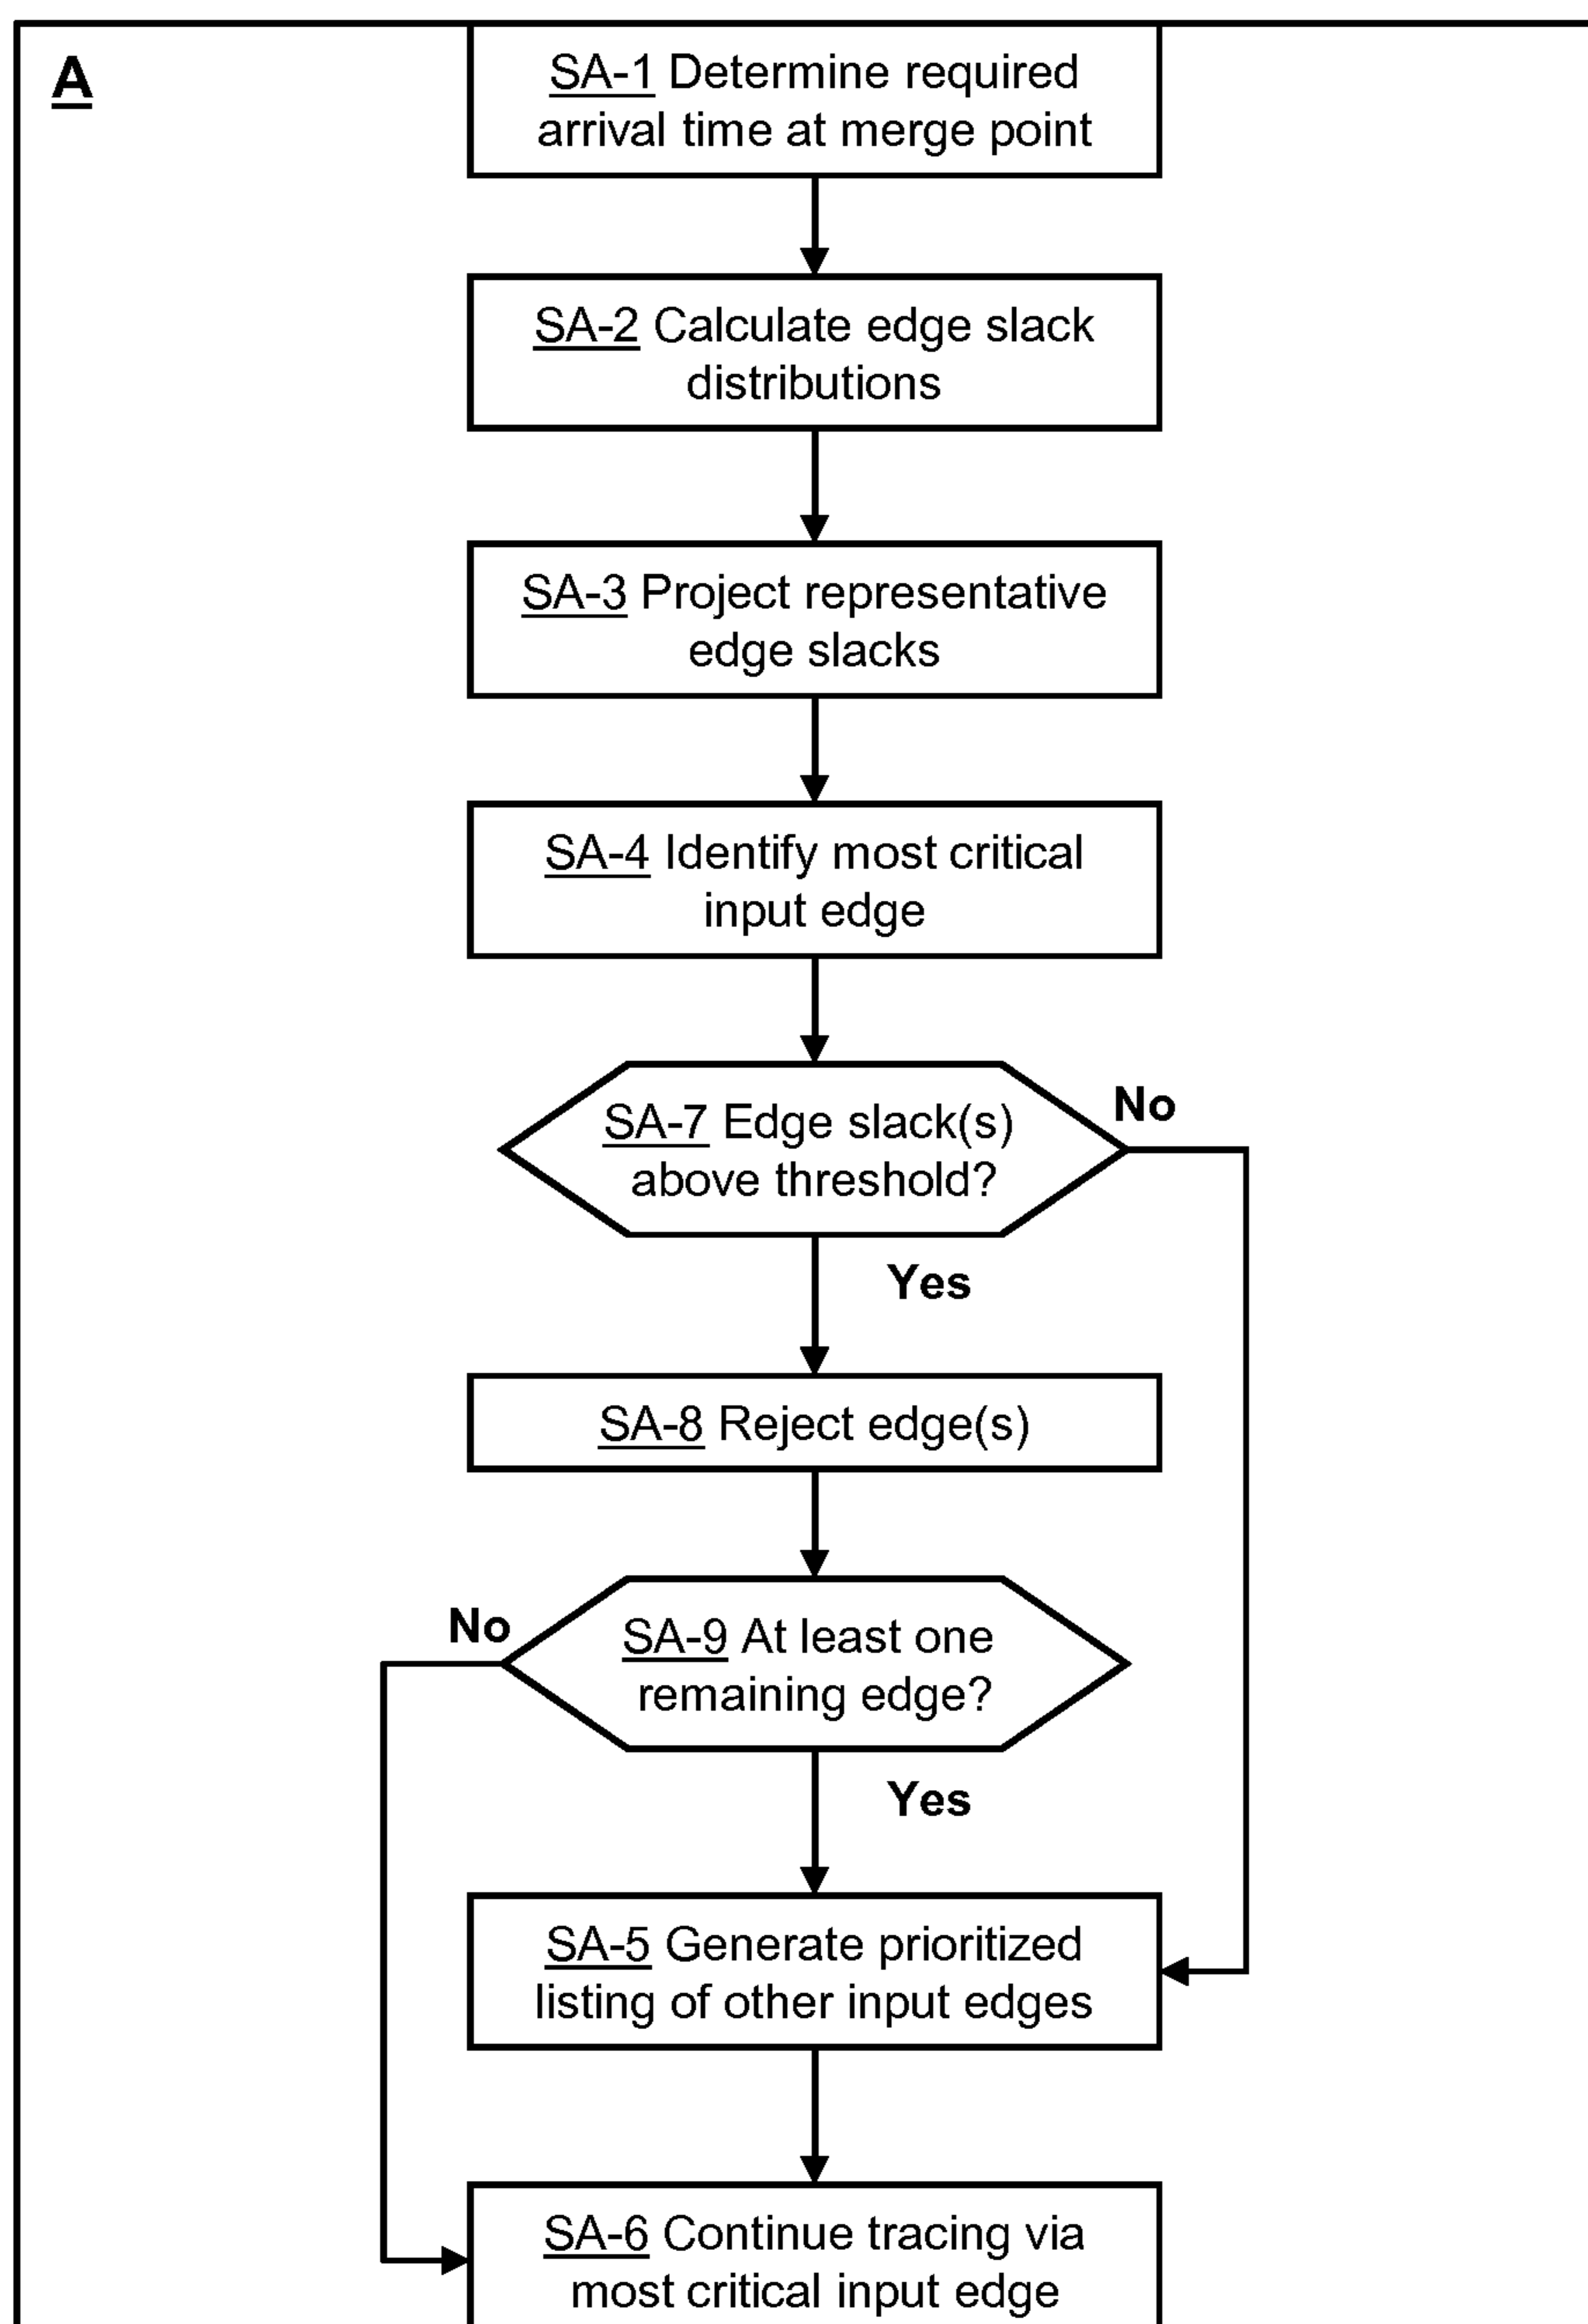 A
SA-1 Determine required
arrival time at merge point
SA-2 Calculate edge slack
distributions
SA-3 Project representative
edge slacks
SA-4 Identify most critical
input edge
No
SA-7 Edge slack(s)
above threshold?
Yes
SA-8 Reject edge(s)
No
SA-9 At least one
remaining edge?
Yes
SA-5 Generate prioritized
listing of other input edges
SA-6 Continue tracing via
most critical input edge